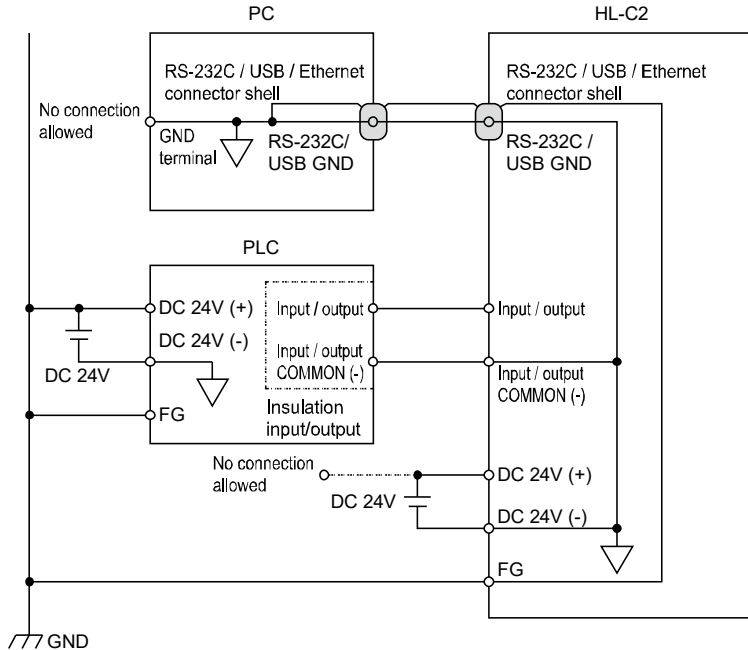 PC
HL-C2
RS-232C / USB / Ethernet
connector shell
No connection
allowed
GND
terminal
RS-232C/
USB GND
RS-232C / USB / Ethernet
connector shell
RS-232C /
USB GND
PLC
DC 24V (+)
DC 24V (-)
DC 24V
FG
Input / output
Input / output
COMMON (-)
Insulation
input/output
Input / output
Input / output
COMMON (-)
No connection
allowed
DC 24V
DC 24V (+)
DC 24V (-)
FG
GND